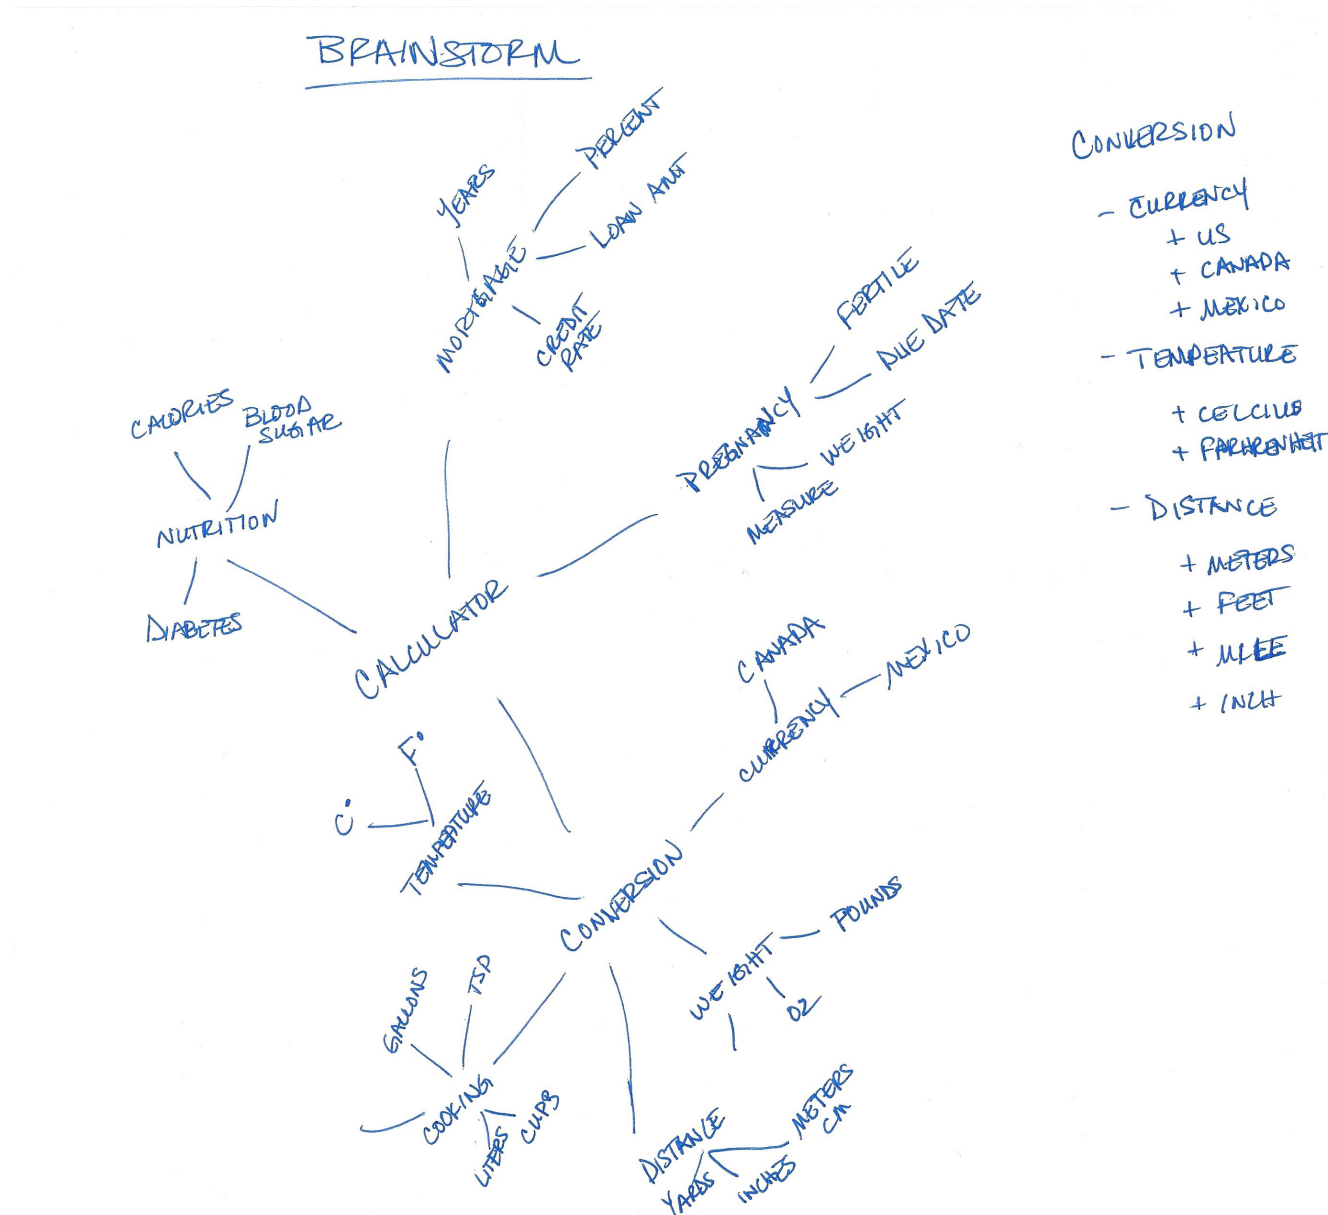 BRAINSTORM
PERCENT
YEARS
LOAN AMT
MORTGAGE
CREDIT
RATE
FERTILE
DUE DATE
PREGNANCY
WEIGHT
MEASURE
CALORIES
BLOOD
SUGAR
NUTRITION
DIABETES
CALCULATOR
CANADA
MEXICO
CURRENCY
F°
C°
TEMPEATURE
CONVERSION
POUNDS
WEIGHT
OZ
GALLONS
TSP
COOKING
LITERS
CUPS
DISTANCE
METERS
CM
YARDS
INCHES
CONVERSION
- CURRENCY
+ US
+ CANADA
+ MEXICO
- TEMPEATURE
+ CELCIUS
+ FARHRENHEIT
- DISTANCE
+ METERS
+ FEET
+ MILE
+ INCH